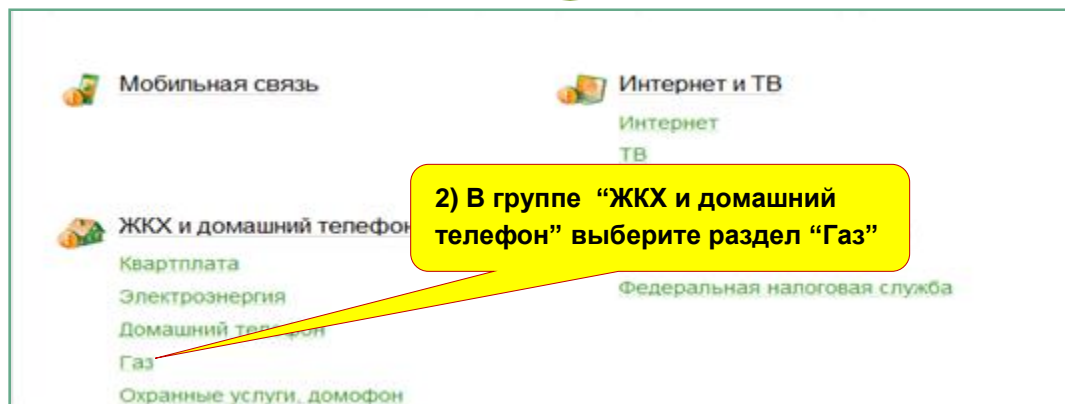 Мобильная связь
Интернет и ТВ
Интернет
ТВ
2) В группе “ЖКХ и домашний
телефон” выберите раздел “Газ”
ЖКХ и домашний телефон
Квартплата
Электроэнергия
Домашний телефон
Газ
Охранные услуги, домофон
Федеральная налоговая служба